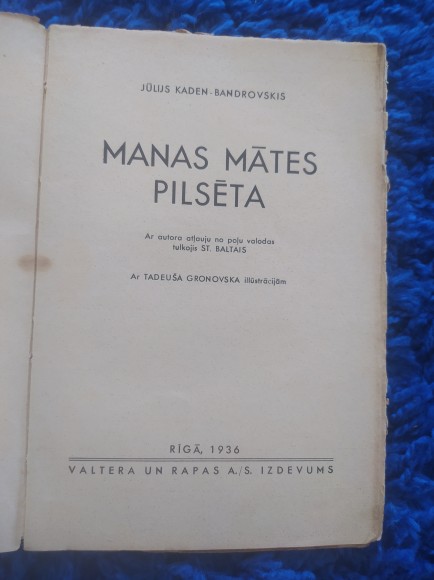 JŪLIJS KADEN-BANDROVSKIS
MANAS MĀTES
PILSĒTA
Ar autora atļauju no poļu valodas
tulkojis ST. BALTAIS
Ar TADEUŠA GRONOVSKA illūstrācijām
RĪGĀ, 1936
VALTERA UN RAPAS A./S. IZDEVUMS